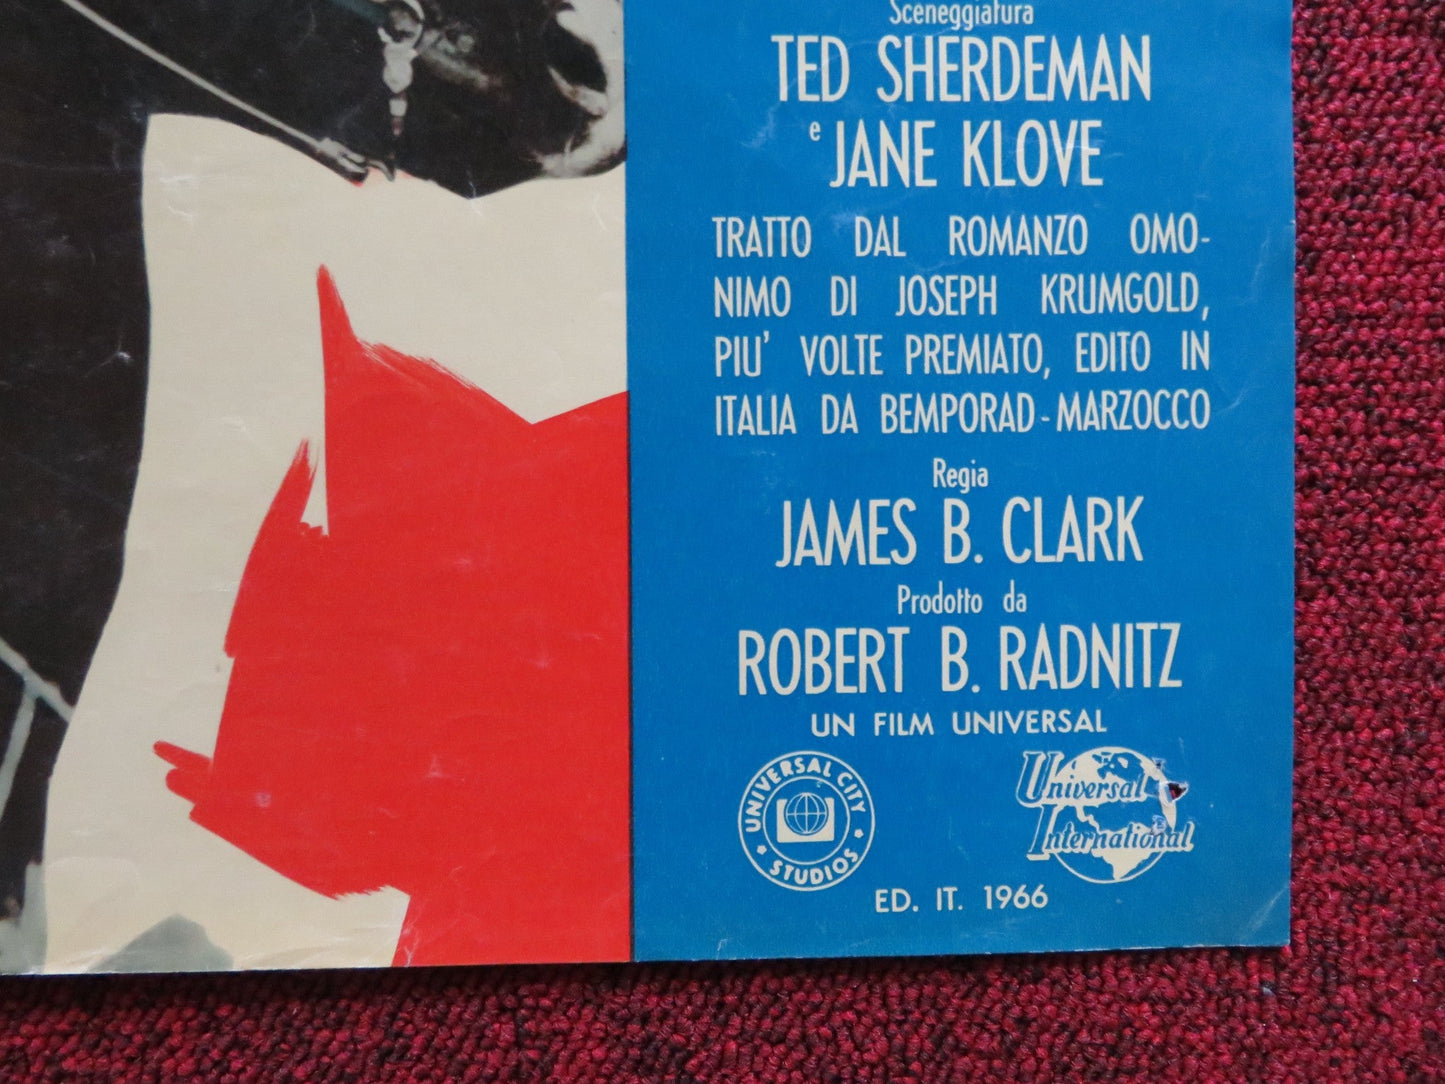 Sceneggiatura
TED SHERDEMAN
e JANE KLOVE
TRATTO DAL ROMANZO OMO-
NIMO DI JOSEPH KRUMGOLD,
PIU' VOLTE PREMIATO, EDITO IN
ITALIA DA BEMPORAD-MARZOCCO
Regia
JAMES B. CLARK
Prodotto da
ROBERT B. RADNITZ
UN FILM UNIVERSAL
UNIVERSAL CITY
STUDIOS
Universal
International
ED. IT. 1966